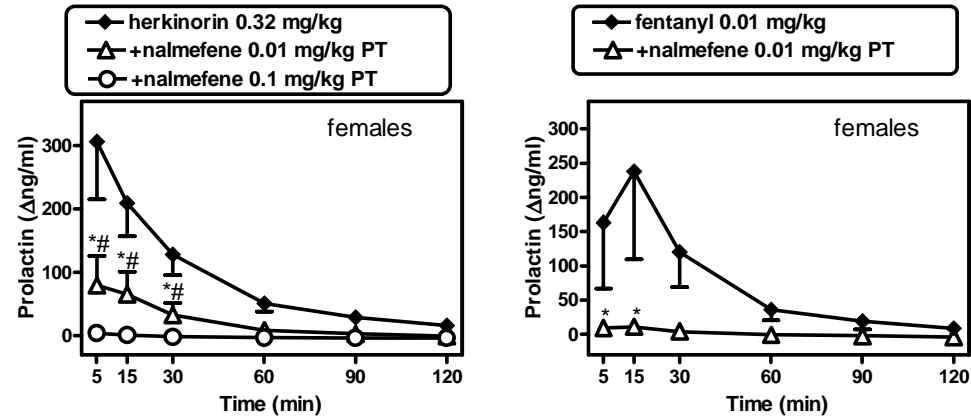 herkinorin 0.32 mg/kg
+nalmefene 0.01 mg/kg PT
+nalmefene 0.1 mg/kg PT
females
Prolactin (Δng/ml)
300
200
100
0
*#
*#
*#
5 15 30 60 90 120
Time (min)
fentanyl 0.01 mg/kg
+nalmefene 0.01 mg/kg PT
females
Prolactin (Δng/ml)
300
250
200
150
100
50
0
* *
5 15 30 60 90 120
Time (min)